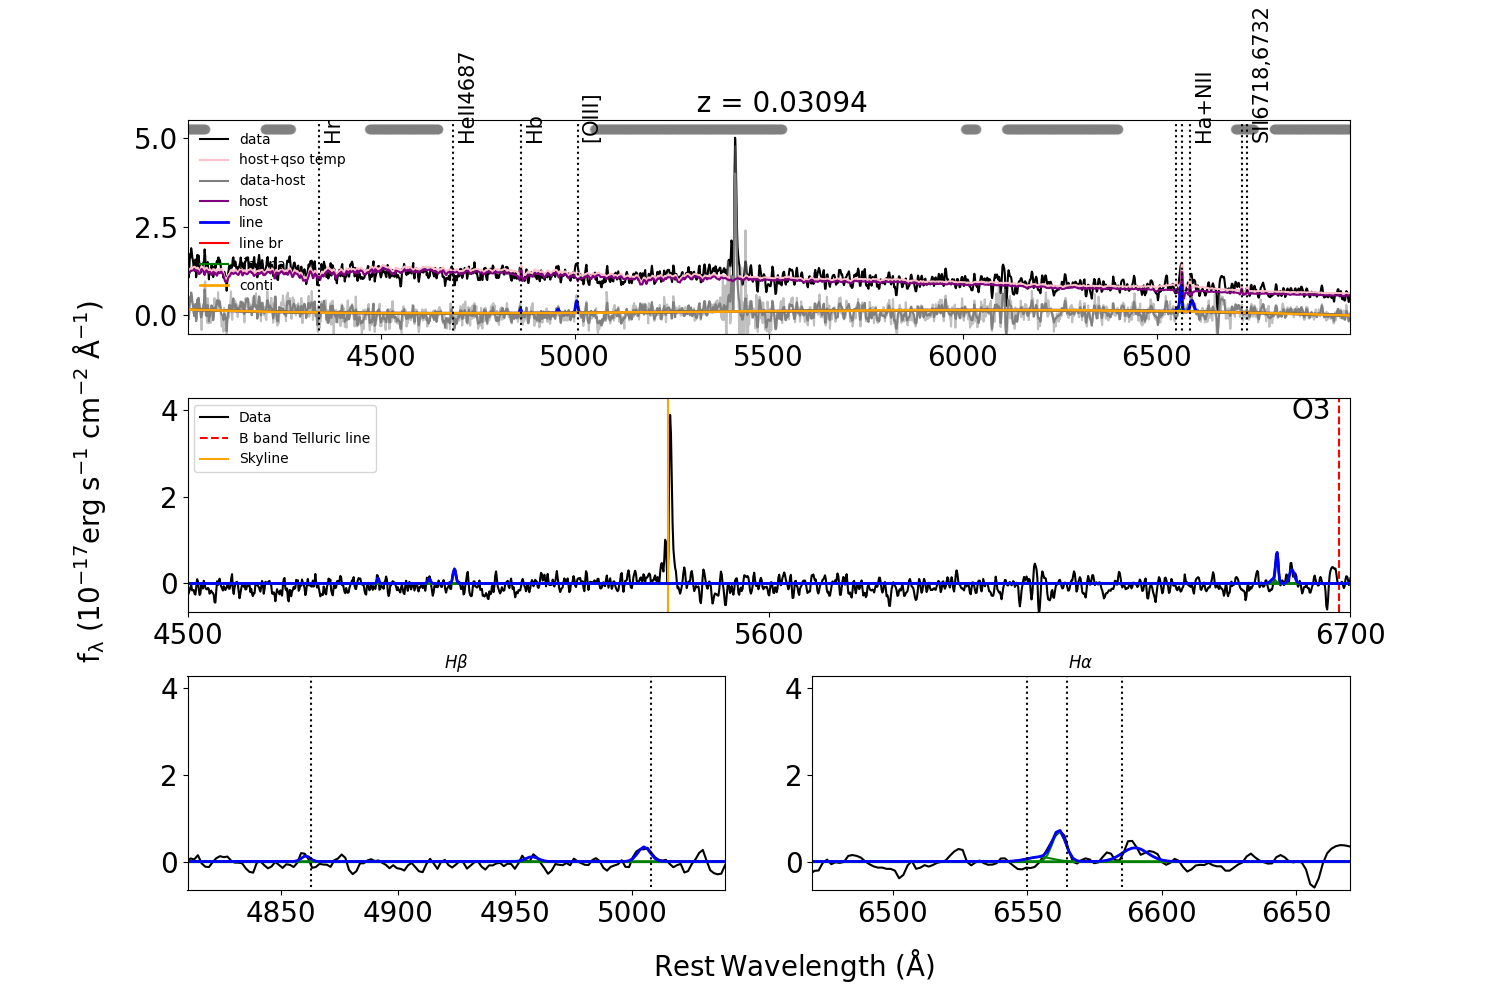 z = 0.03094
Hr
HeII4687
Hb
[OIII]
Ha+NII
SII6718,6732
data
host+qso temp
data-host
host
line
line br
conti
5.0
2.5
0.0
4500
5000
5500
6000
6500
fλ (10⁻¹⁷erg s⁻¹ cm⁻² Å⁻¹)
Data
B band Telluric line
Skyline
O3
4
2
0
4500
5600
6700
Hβ
4
2
0
4850
4900
4950
5000
Hα
4
2
0
6500
6550
6600
6650
Rest Wavelength (Å)